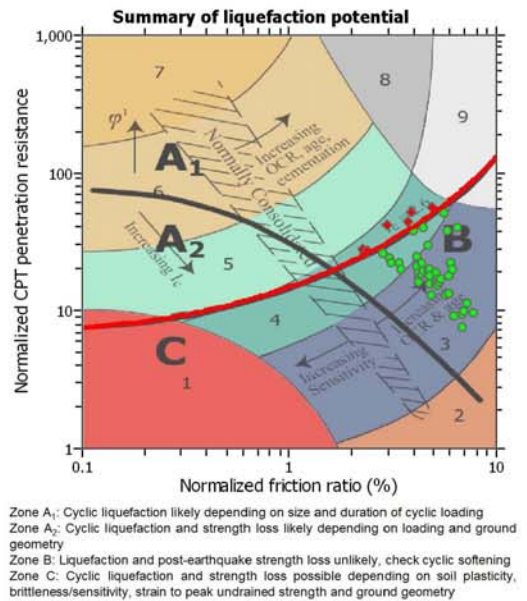 Summary of liquefaction potential
1,000
7
8
9
φ'
Increasing
OCR, age,
cementation
Normally Consolidated
A1
100
6
A2
Increasing Ic
5
B
10
4
C
1
Increasing
Sensitivity
OCR & age
3
2
1
0.1
1
10
Normalized CPT penetration resistance
Normalized friction ratio (%)
Zone A1: Cyclic liquefaction likely depending on size and duration of cyclic loading
Zone A2: Cyclic liquefaction and strength loss likely depending on loading and ground
geometry
Zone B: Liquefaction and post-earthquake strength loss unlikely, check cyclic softening
Zone C: Cyclic liquefaction and strength loss possible depending on soil plasticity,
brittleness/sensitivity, strain to peak undrained strength and ground geometry